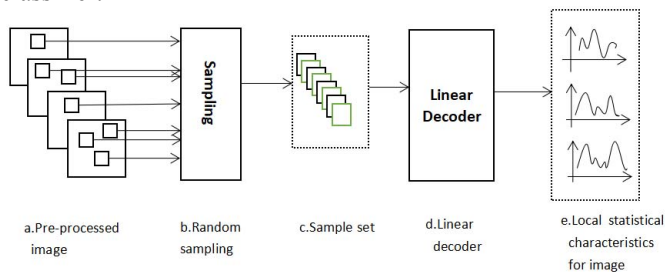 Sampling
Linear
Decoder
a.Pre-processed
image
b.Random
sampling
c.Sample set
d.Linear
decoder
e.Local statistical
characteristics
for image